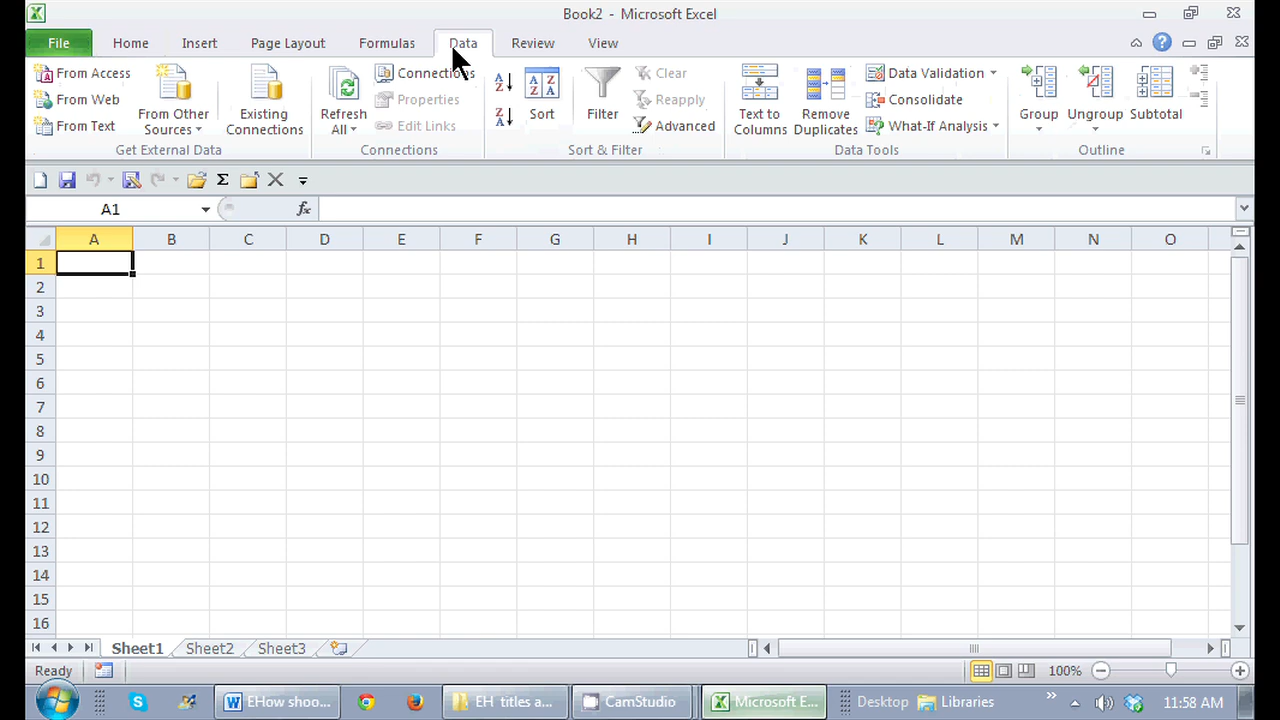 Book2 - Microsoft Excel
File Home Insert Page Layout Formulas Data Review View
From Access
From Web
From Text
From Other
Sources
Get External Data
Existing
Connections
Refresh
All
Connections
Properties
Edit Links
Connections
Sort
Filter
Clear
Reapply
Advanced
Sort & Filter
Text to
Columns
Remove
Duplicates
Data Validation
Consolidate
What-If Analysis
Data Tools
Group
Ungroup
Subtotal
Outline
A1 fx
A B C D E F G H I J K L M N O
1
2
3
4
5
6
7
8
9
10
11
12
13
14
15
16
Sheet1 Sheet2 Sheet3
Ready 100%
EHow shoo... EH titles a... CamStudio Microsoft E... Desktop Libraries 11:58 AM